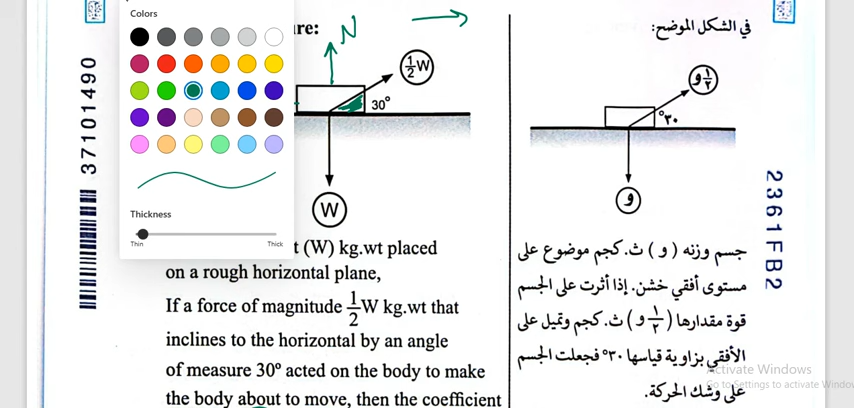 Colors
Thickness
Thin
Thick
37101490
re:
N
½W
30°
W
t (W) kg.wt placed
on a rough horizontal plane,
If a force of magnitude 1/2 W kg.wt that
inclines to the horizontal by an angle
of measure 30º acted on the body to make
the body about to move, then the coefficient
في الشكل الموضح:
١/٢ و
٣٠°
و
جسم وزنه ( و ) ث.كجم موضوع على
مستوى أفقي خشن. إذا أثرت على الجسم
قوة مقدارها (١/٢ و) ث.كجم وتميل على
الأفقي بزاوية قياسها ٣٠° فجعلت الجسم
على وشك الحركة.
2361FB2
Activate Windows
Go to Settings to activate Windo